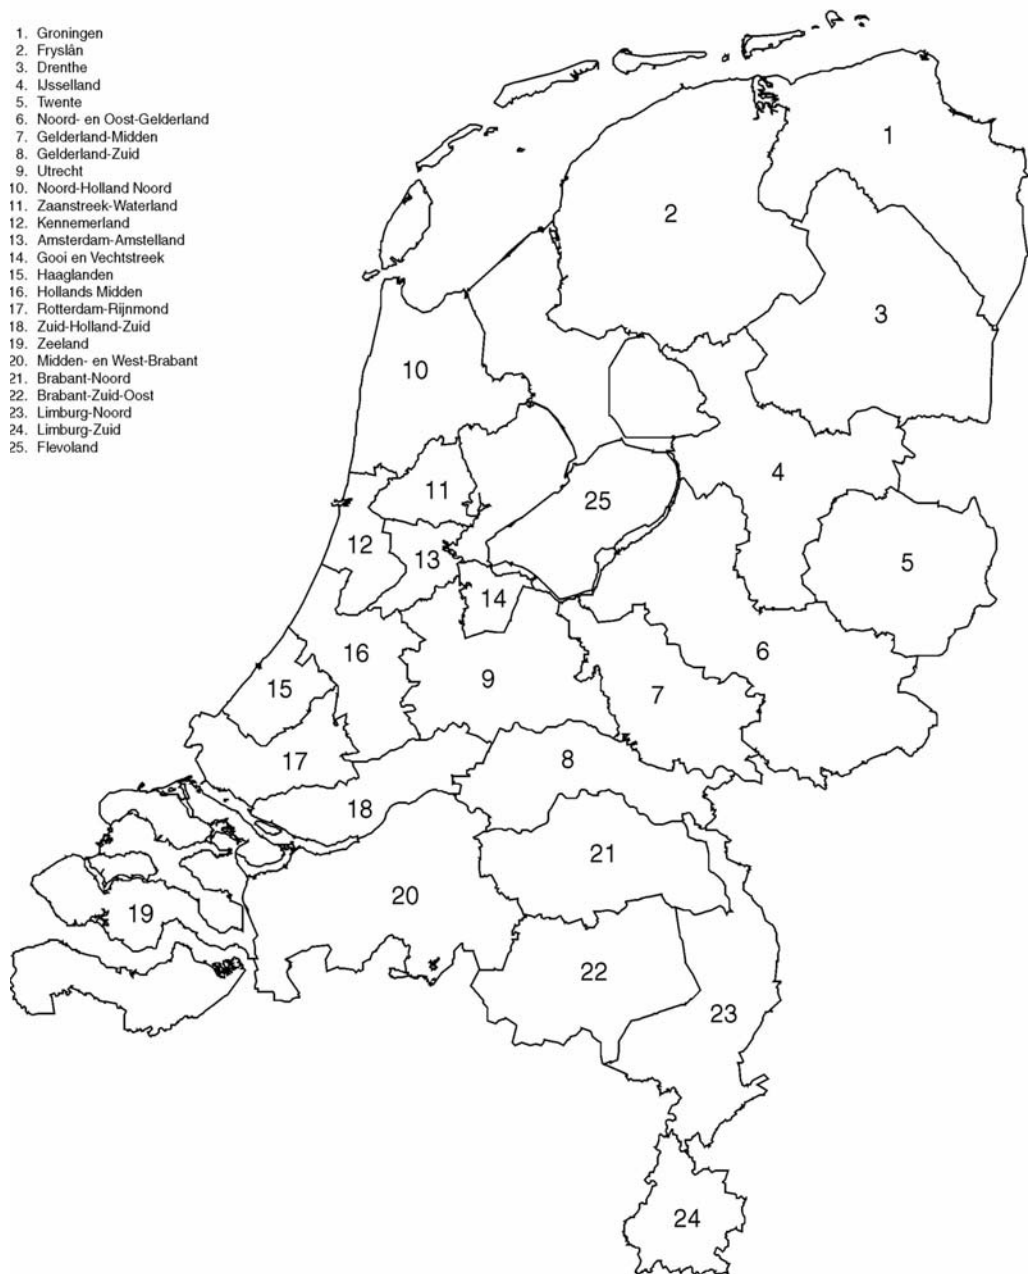 1. Groningen
2. Fryslân
3. Drenthe
4. IJsselland
5. Twente
6. Noord- en Oost-Gelderland
7. Gelderland-Midden
8. Gelderland-Zuid
9. Utrecht
10. Noord-Holland Noord
11. Zaanstreek-Waterland
12. Kennemerland
13. Amsterdam-Amstelland
14. Gooi en Vechtstreek
15. Haaglanden
16. Hollands Midden
17. Rotterdam-Rijnmond
18. Zuid-Holland-Zuid
19. Zeeland
20. Midden- en West-Brabant
21. Brabant-Noord
22. Brabant-Zuid-Oost
23. Limburg-Noord
24. Limburg-Zuid
25. Flevoland
1
2
3
10
4
11
25
12
13
5
14
6
16
9
15
7
17
8
18
21
20
19
22
23
24